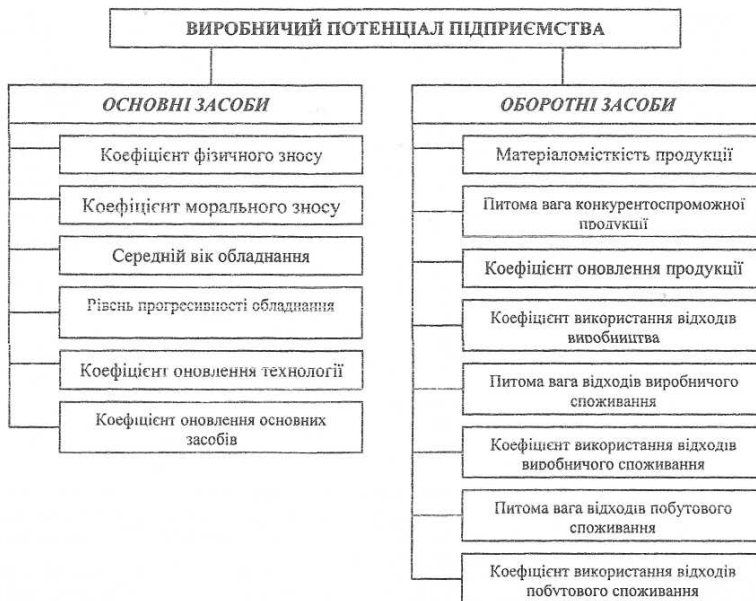 ВИРОБНИЧИЙ ПОТЕНЦІАЛ ПІДПРИЄМСТВА
ОСНОВНІ ЗАСОБИ
Коефіцієнт фізичного зносу
Коефіцієнт морального зносу
Середній вік обладнання
Рівень прогресивності обладнання
Коефіцієнт оновлення технології
Коефіцієнт оновлення основних
засобів
ОБОРОТНІ ЗАСОБИ
Матеріаломісткість продукції
Питома вага конкурентоспроможної
продукції
Коефіцієнт оновлення продукції
Коефіцієнт використання відходів
виробництва
Питома вага відходів виробничого
споживання
Коефіцієнт використання відходів
виробничого споживання
Питома вага відходів побутового
споживання
Коефіцієнт використання відходів
побутового споживання